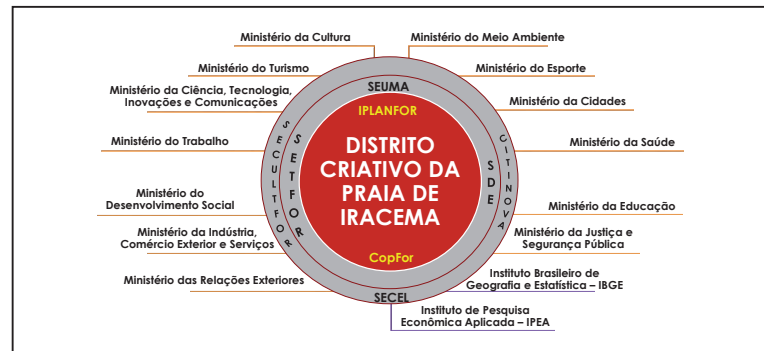 Ministério da Cultura
Ministério do Meio Ambiente
Ministério do Turismo
Ministério do Esporte
Ministério da Ciência, Tecnologia,
Inovações e Comunicações
Ministério da Cidades
Ministério do Trabalho
Ministério da Saúde
Ministério do
Desenvolvimento Social
Ministério da Educação
Ministério da Indústria,
Comércio Exterior e Serviços
Ministério da Justiça e
Segurança Pública
Ministério das Relações Exteriores
Instituto Brasileiro de
Geografia e Estatística – IBGE
Instituto de Pesquisa
Econômica Aplicada – IPEA
SEUMA
SECULTFOR
CITINOVA
SETFOR
SDE
SECEL
IPLANFOR
DISTRITO
CRIATIVO DA
PRAIA DE
IRACEMA
CopFor